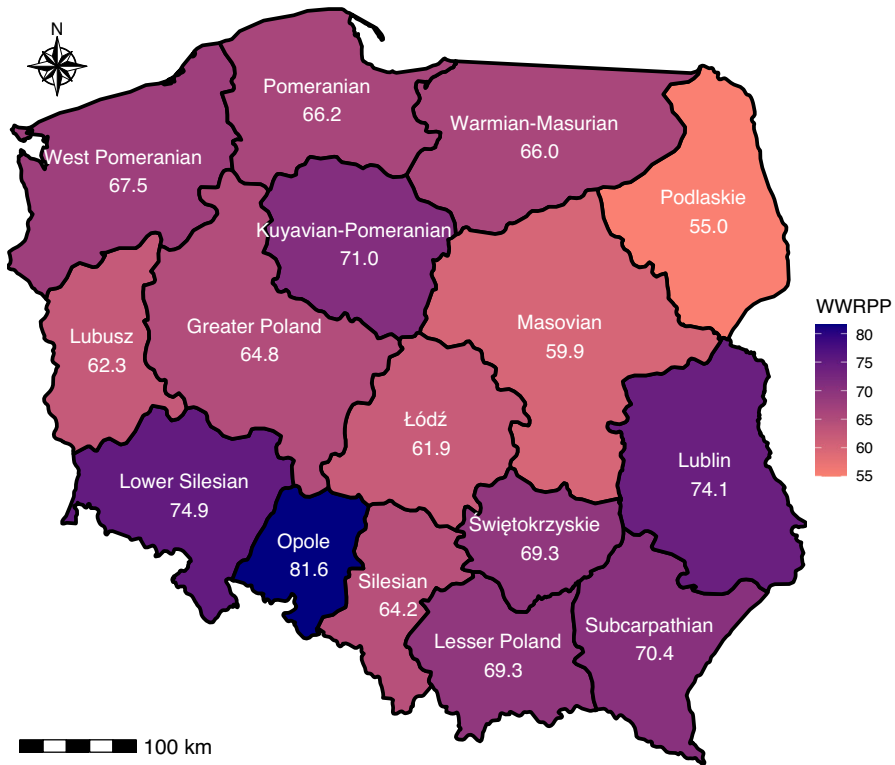 N
Pomeranian
66.2
Warmian-Masurian
66.0
West Pomeranian
67.5
Podlaskie
55.0
Kuyavian-Pomeranian
71.0
Lubusz
62.3
Greater Poland
64.8
Masovian
59.9
Łódź
61.9
Lower Silesian
74.9
Lublin
74.1
Opole
81.6
Świętokrzyskie
69.3
Silesian
64.2
Lesser Poland
69.3
Subcarpathian
70.4
WWRPP
80
75
70
65
60
55
100 km